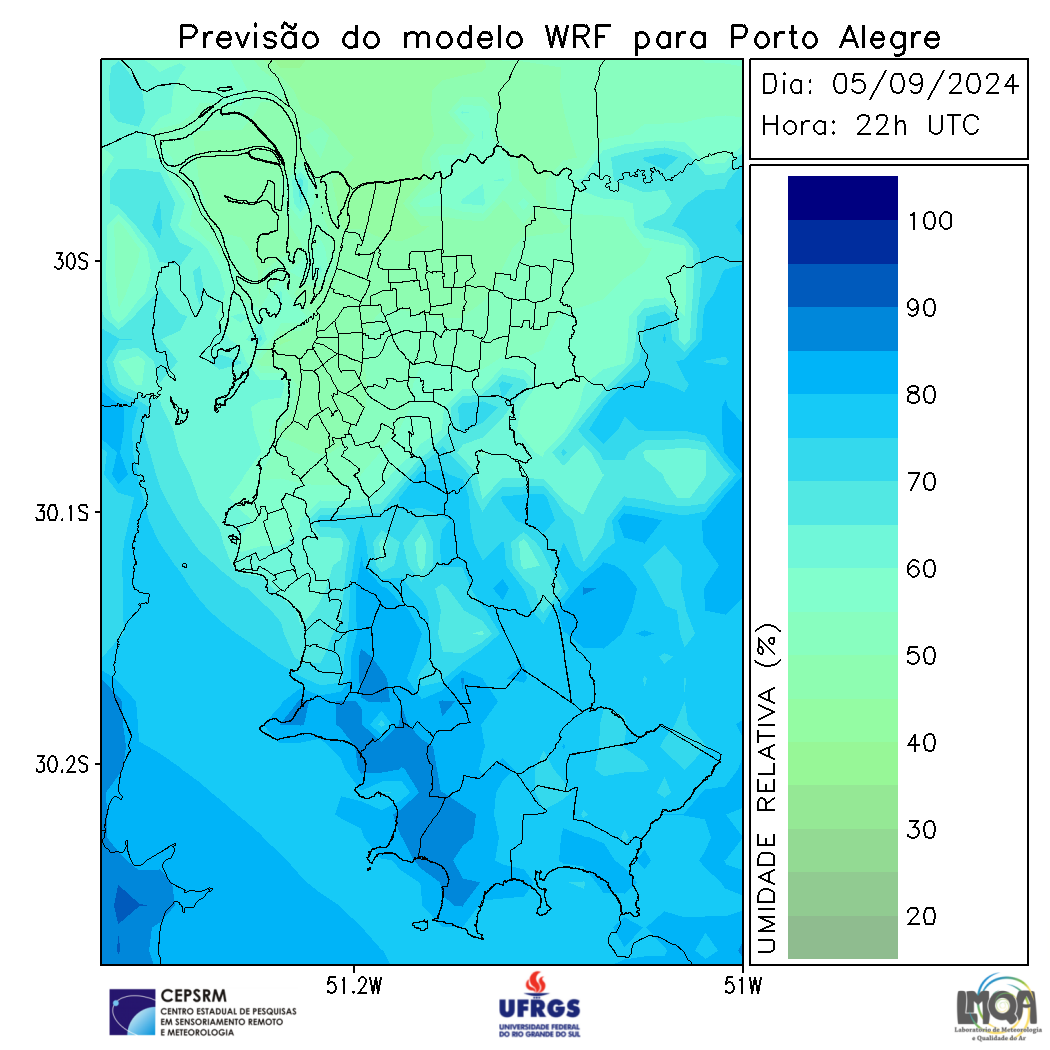 Previsão do modelo WRF para Porto Alegre
Dia: 05/09/2024
Hora: 22h UTC
30S
30.1S
30.2S
51.2W
51W
UMIDADE RELATIVA (%)
100
90
80
70
60
50
40
30
20
CEPSRM
CENTRO ESTADUAL DE PESQUISAS
EM SENSORIAMENTO REMOTO
E METEOROLOGIA
UFRGS
UNIVERSIDADE FEDERAL
DO RIO GRANDE DO SUL
LMQA
Laboratório de Meteorologia
e Qualidade do Ar